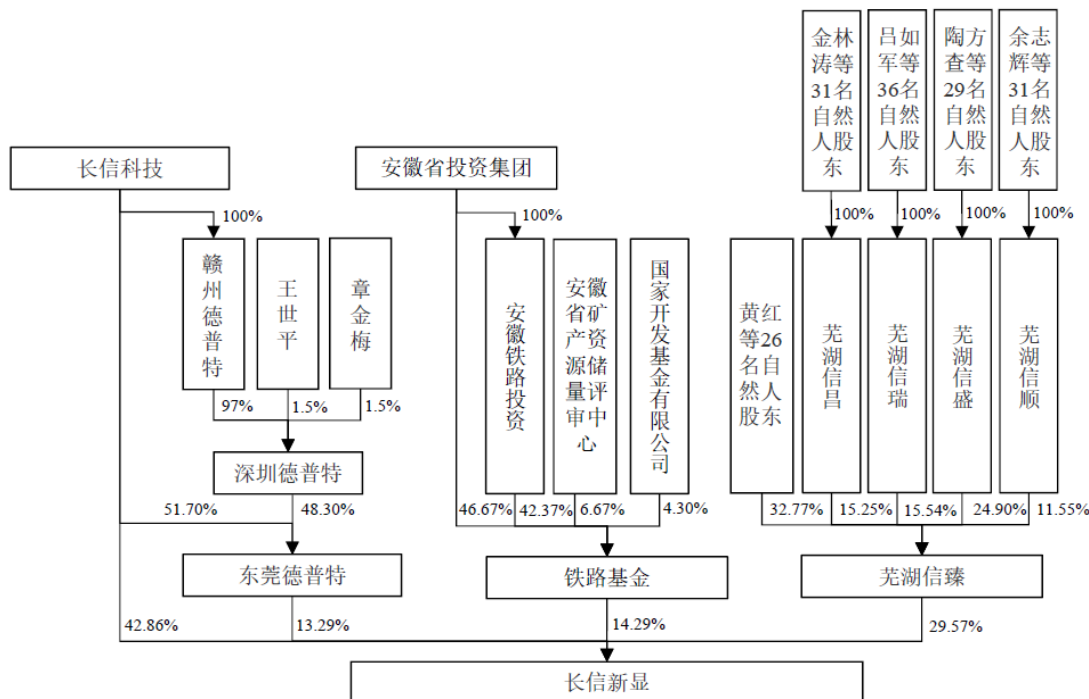 金林
涛等
31名
自然
人股
东
吕如
军等
36名
自然
人股
东
陶方
查等
29名
自然
人股
东
余志
辉等
31名
自然
人股
东
长信科技
安徽省投资集团
100%
100%
100%
100%
100%
100%
赣州德普特
王世平
章金梅
安徽铁路投资
安徽
省矿
产资
源储
量评
审中
心
国家开发基金有限公司
黄红
等26
名自
然人
股东
芜湖信昌
芜湖信瑞
芜湖信盛
芜湖信顺
97%
1.5%
1.5%
深圳德普特
51.70%
48.30%
46.67%
42.37%
6.67%
4.30%
32.77%
15.25%
15.54%
24.90%
11.55%
东莞德普特
铁路基金
芜湖信臻
42.86%
13.29%
14.29%
29.57%
长信新显